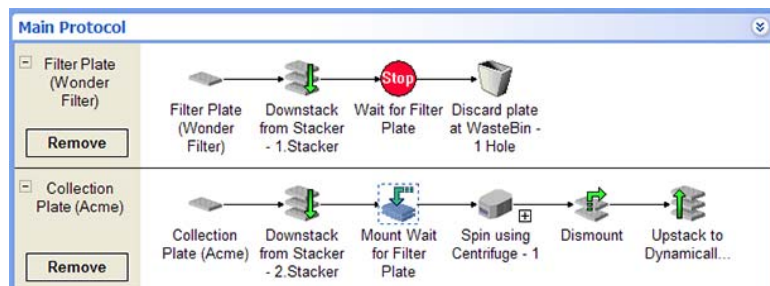 Main Protocol
Filter Plate
(Wonder
Filter)
Remove
Filter Plate
(Wonder
Filter)
Downstack
from Stacker
- 1.Stacker
Stop
Wait for Filter
Plate
Discard plate
at WasteBin -
1 Hole
Collection
Plate (Acme)
Remove
Collection
Plate (Acme)
Downstack
from Stacker
- 2.Stacker
Mount Wait
for Filter
Plate
Spin using
Centrifuge - 1
Dismount
Upstack to
Dynamicall...